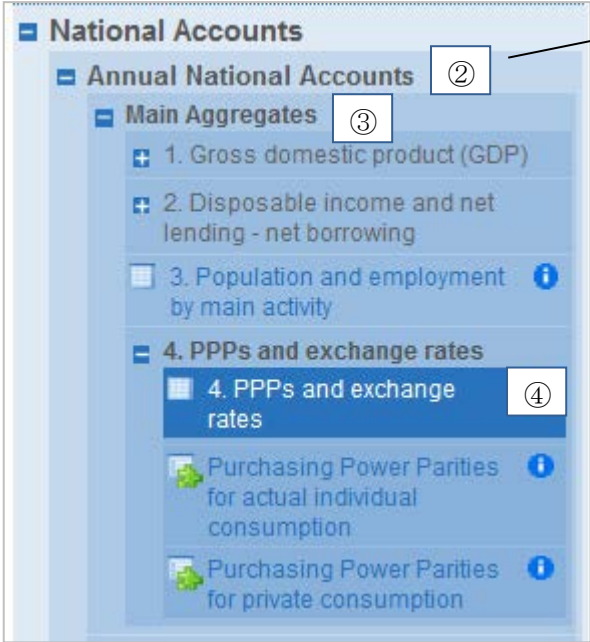 National Accounts
Annual National Accounts ②
Main Aggregates ③
1. Gross domestic product (GDP)
2. Disposable income and net
lending - net borrowing
3. Population and employment
by main activity
4. PPPs and exchange rates
4. PPPs and exchange ④
rates
Purchasing Power Parities
for actual individual
consumption
Purchasing Power Parities
for private consumption